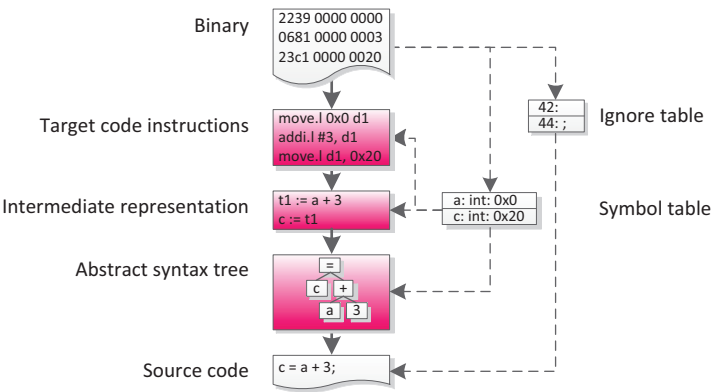 Binary
2239 0000 0000
0681 0000 0003
23c1 0000 0020
42:
44: ;
Ignore table
Target code instructions
move.l 0x0 d1
addi.l #3, d1
move.l d1, 0x20
Intermediate representation
t1 := a + 3
c := t1
a: int: 0x0
c: int: 0x20
Symbol table
Abstract syntax tree
=
c +
a 3
Source code
c = a + 3;